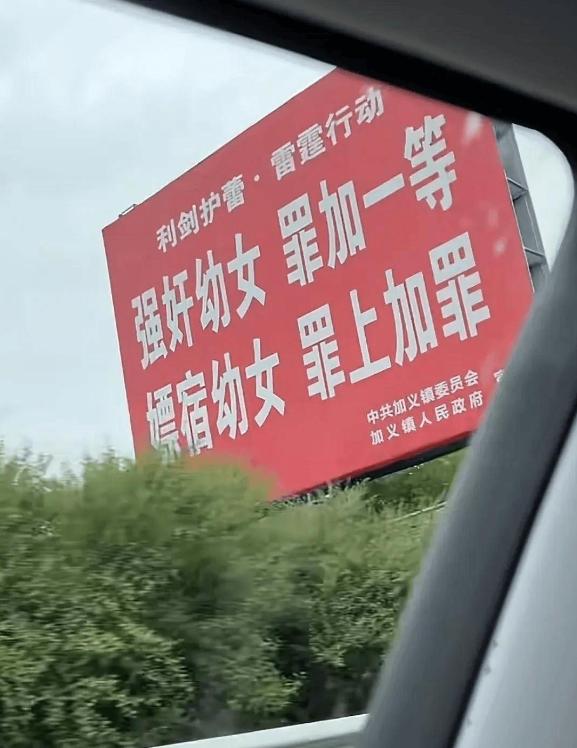 利剑护蕾·雷霆行动
强奸幼女 罪加一等
嫖宿幼女 罪上加罪
中共加义镇委员会
加义镇人民政府